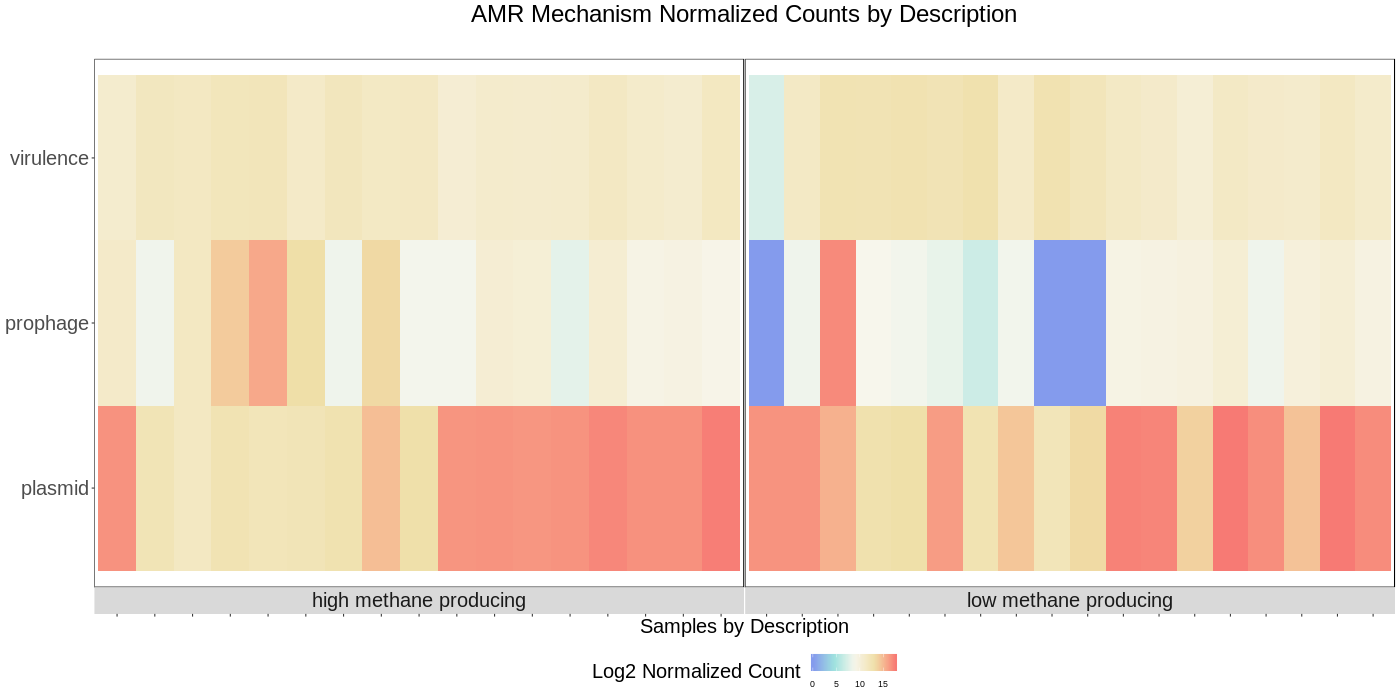 AMR Mechanism Normalized Counts by Description
virulence
prophage
plasmid
high methane producing
low methane producing
Samples by Description
Log2 Normalized Count
0 5 10 15